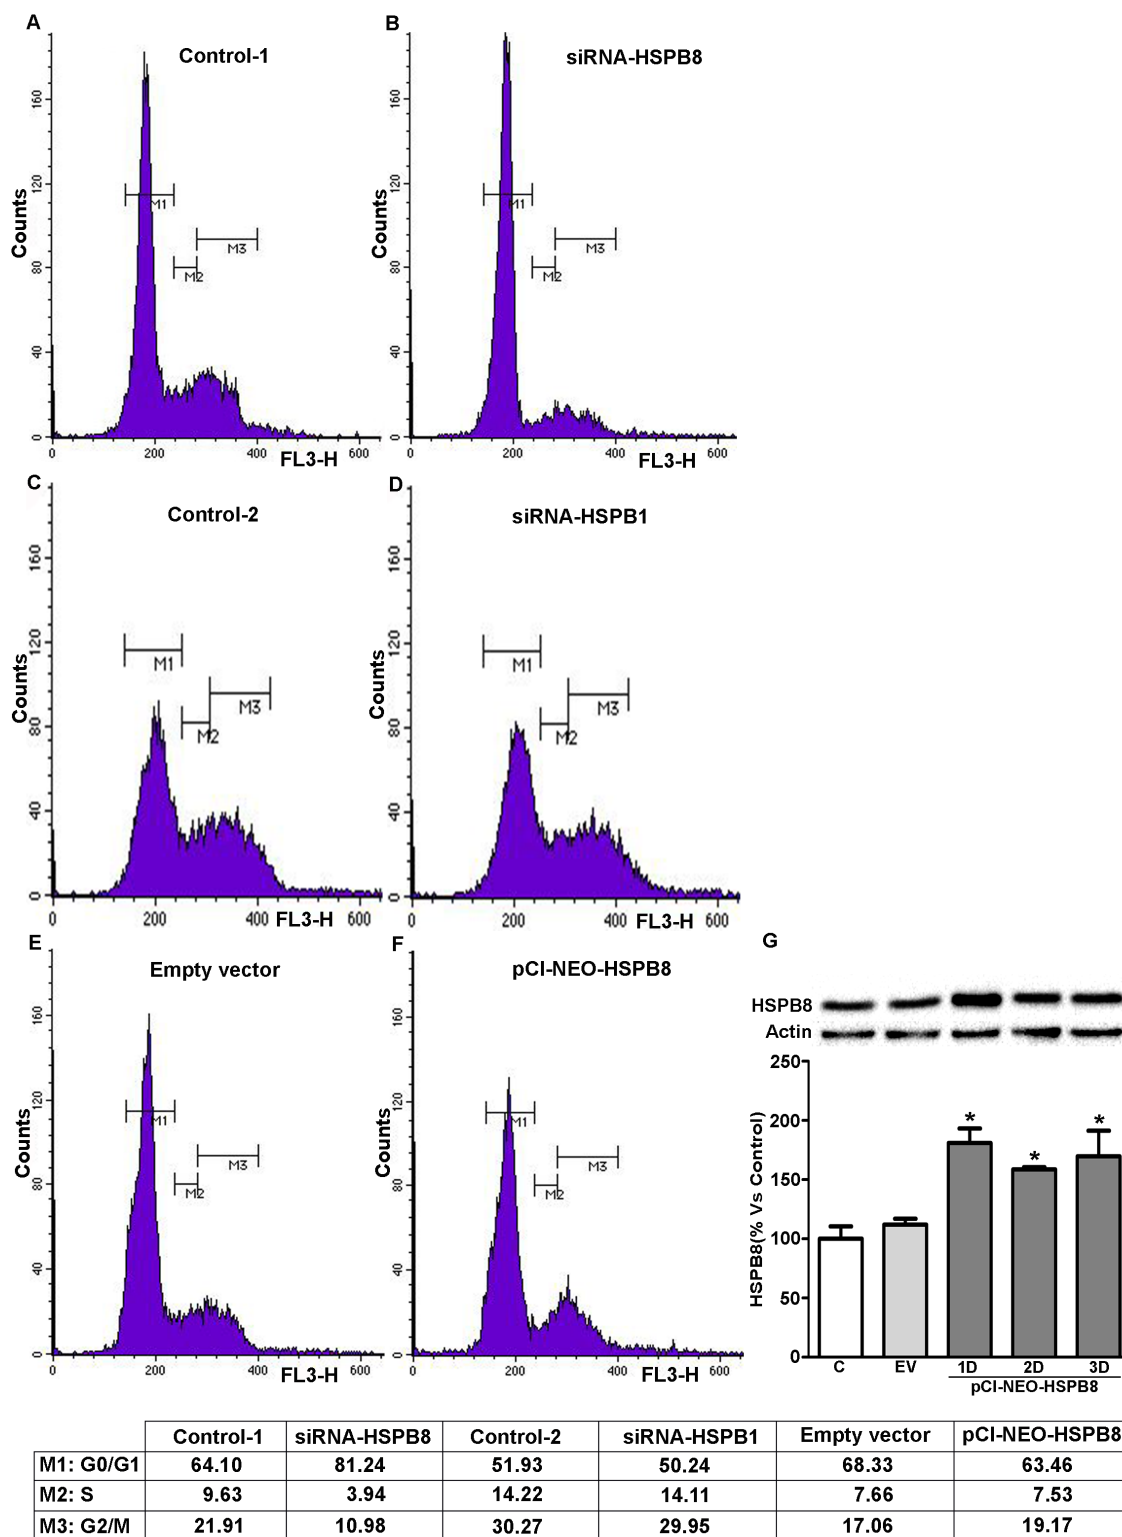 A
Control-1
Counts
0 40 80 120 160
M1
M2
M3
0 200 400 600
FL3-H
B
siRNA-HSPB8
Counts
0 40 80 120 160
M1
M2
M3
0 200 400 600
FL3-H
C
Control-2
Counts
0 40 80 120 160
M1
M2
M3
0 200 400 600
FL3-H
D
siRNA-HSPB1
Counts
0 40 80 120 160
M1
M2
M3
0 200 400 600
FL3-H
E
Empty vector
Counts
0 40 80 120 160
M1
M2
M3
0 200 400 600
FL3-H
F
pCI-NEO-HSPB8
Counts
0 40 80 120 160
M1
M2
M3
0 200 400 600
FL3-H
G
HSPB8
Actin
HSPB8(% Vs Control)
250
200
150
100
50
0
* * *
C EV 1D 2D 3D
pCI-NEO-HSPB8
Control-1 siRNA-HSPB8 Control-2 siRNA-HSPB1 Empty vector pCI-NEO-HSPB8
M1: G0/G1 64.10 81.24 51.93 50.24 68.33 63.46
M2: S 9.63 3.94 14.22 14.11 7.66 7.53
M3: G2/M 21.91 10.98 30.27 29.95 17.06 19.17